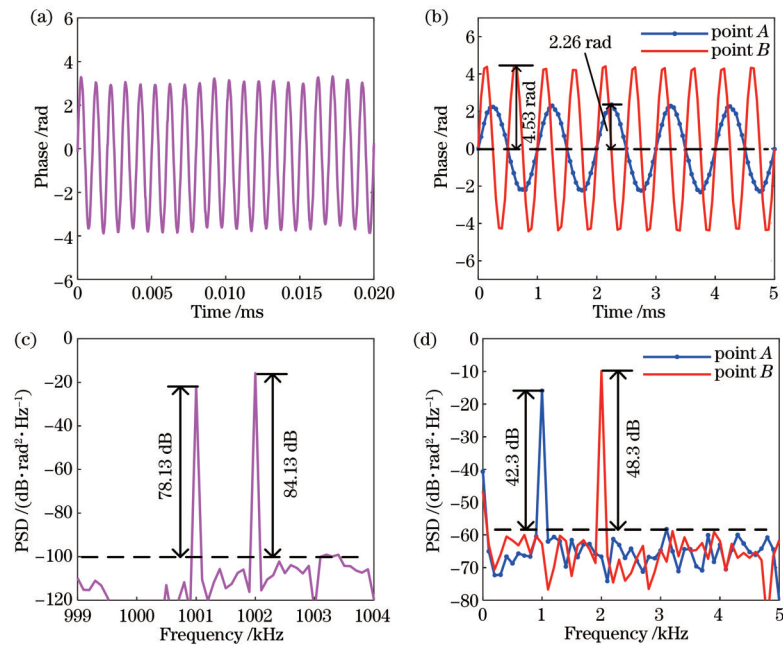 (a)
6
4
2
0
−2
−4
−6
Phase /rad
0
0.005
0.010
0.015
0.020
Time /ms
(b)
6
4
2
0
−2
−4
−6
Phase /rad
2.26 rad
4.53 rad
point A
point B
0
1
2
3
4
5
Time /ms
(c)
0
−20
−40
−60
−80
−100
−120
PSD /(dB·rad²·Hz⁻¹)
78.13 dB
84.13 dB
999
1000
1001
1002
1003
1004
Frequency /kHz
(d)
0
−10
−20
−30
−40
−50
−60
−70
−80
PSD /(dB·rad²·Hz⁻¹)
42.3 dB
48.3 dB
point A
point B
0
1
2
3
4
5
Frequency /kHz